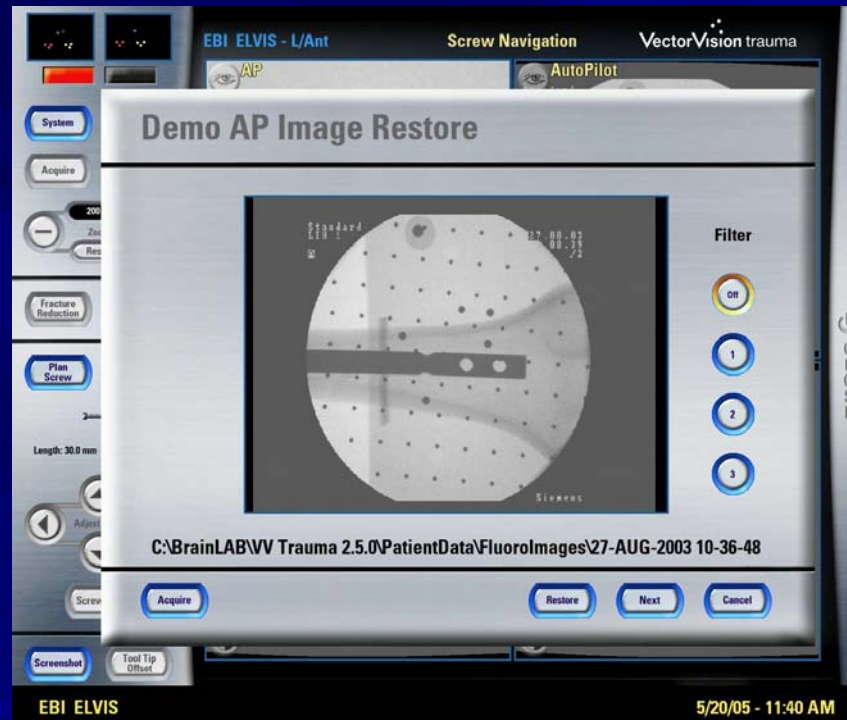 EBI ELVIS - L/Ant Screw Navigation VectorVision trauma
AP AutoPilot
System
Demo AP Image Restore
Acquire
200
Standard
Filter
Off
Fracture
Reduction
1
Plan
Screw
2
Length: 30.0 mm
3
Siemens
Adjust
C:\BrainLAB\VV Trauma 2.5.0\PatientData\FluoroImages\27-AUG-2003 10-36-48
Acquire Restore Next Cancel
Screenshot Tool Tip
Offset
EBI ELVIS 5/20/05 - 11:40 AM